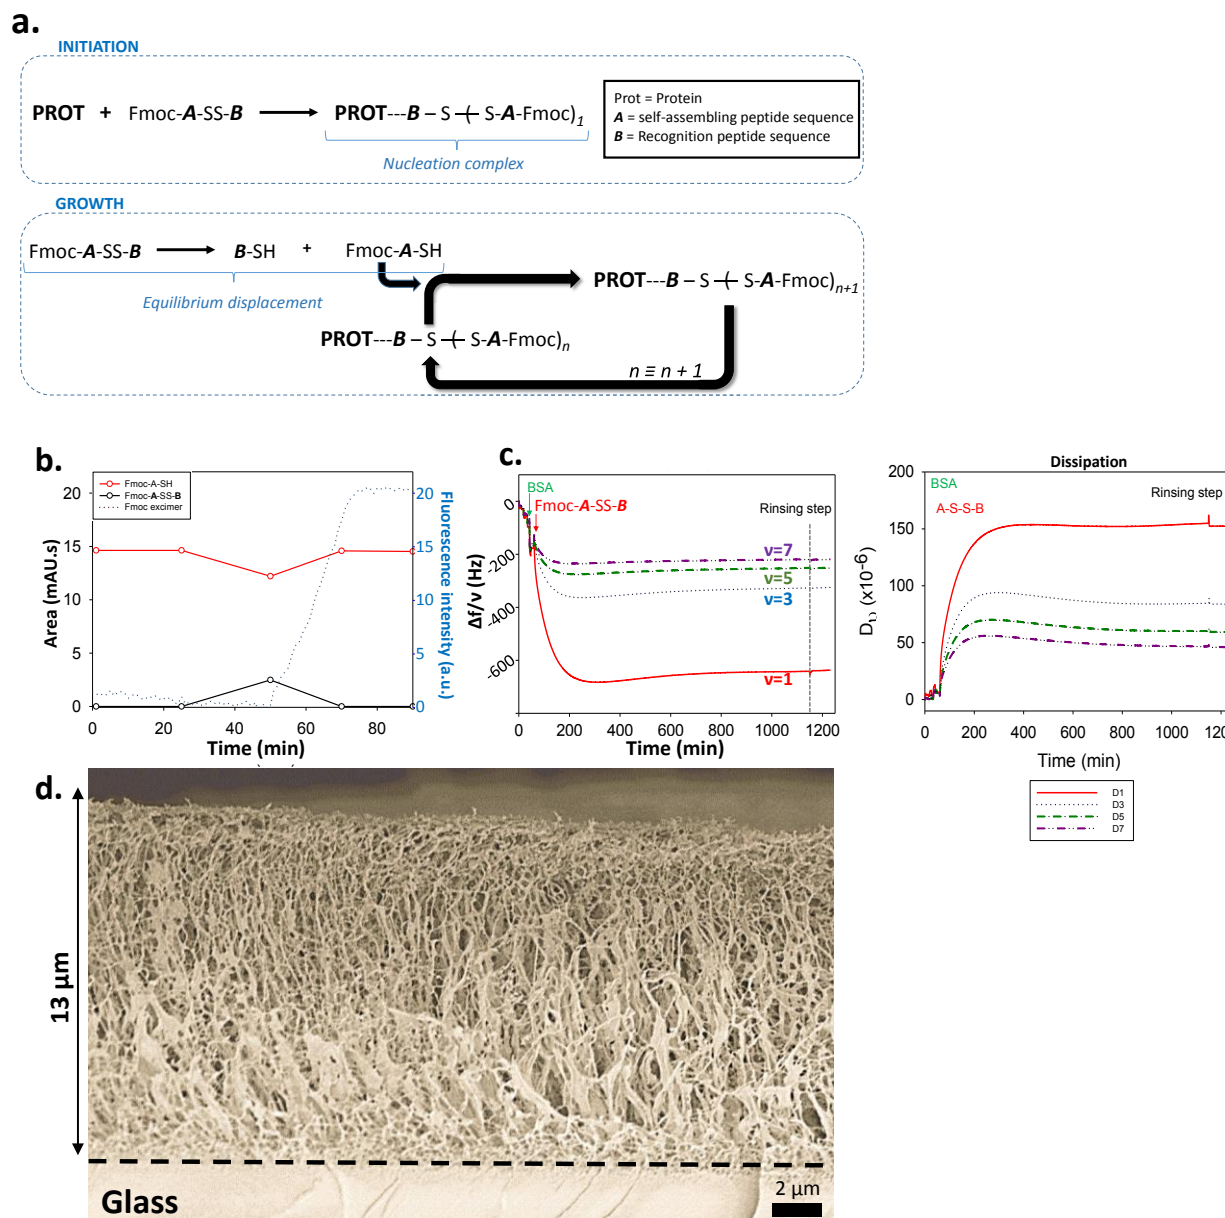 a.
INITIATION
PROT + Fmoc-A-SS-B PROT---B – S –( S-A-Fmoc)1
Nucleation complex
Prot = Protein
A = self-assembling peptide sequence
B = Recognition peptide sequence
GROWTH
Fmoc-A-SS-B B-SH + Fmoc-A-SH
Equilibrium displacement
PROT---B – S –( S-A-Fmoc)n+1
PROT---B – S –( S-A-Fmoc)n
n ≡ n + 1
b.
Fmoc-A-SH
Fmoc-A-SS-B
Fmoc excimer
Area (mAU.s)
20
15
10
5
0
0 20 40 60 80
Time (min)
20
15
10
5
0
Fluorescence intensity (a.u.)
c.
BSA
Fmoc-A-SS-B
Rinsing step
Δf/ν (Hz)
0
-200
-400
-600
ν=7
ν=5
ν=3
ν=1
0 200 400 600 800 1000 1200
Time (min)
Dissipation
BSA
A-S-S-B
Rinsing step
Dυ (x10-6)
200
150
100
50
0
0 200 400 600 800 1000
Time (min)
D1
D3
D5
D7
d.
13 µm
Glass
2 µm